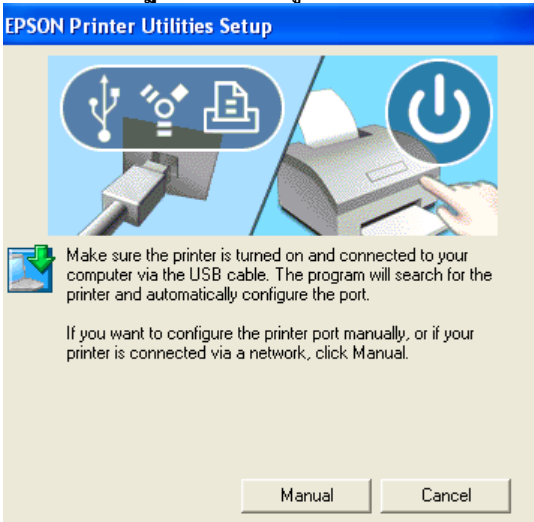 EPSON Printer Utilities Setup
Make sure the printer is turned on and connected to your
computer via the USB cable. The program will search for the
printer and automatically configure the port.
If you want to configure the printer port manually, or if your
printer is connected via a network, click Manual.
Manual
Cancel